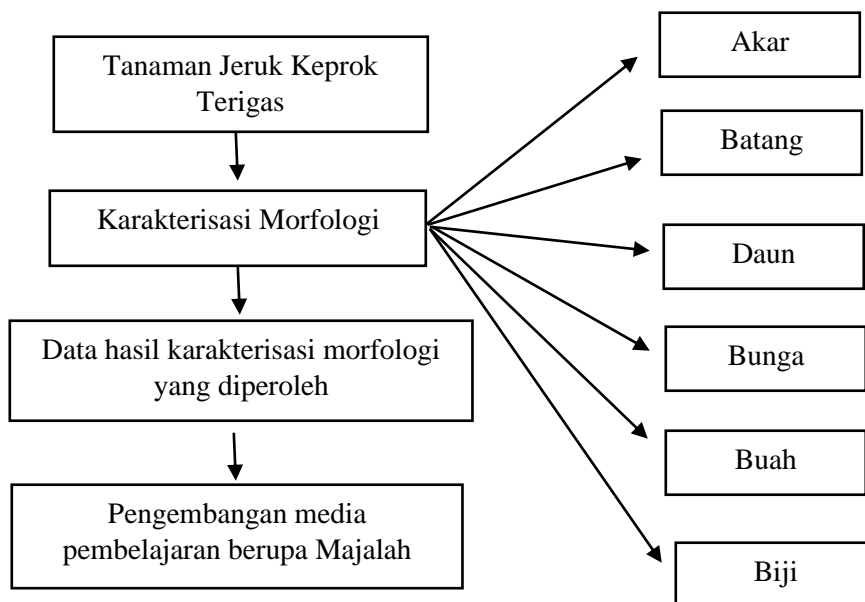 Tanaman Jeruk Keprok
Terigas
Karakterisasi Morfologi
Data hasil karakterisasi morfologi
yang diperoleh
Pengembangan media
pembelajaran berupa Majalah
Akar
Batang
Daun
Bunga
Buah
Biji